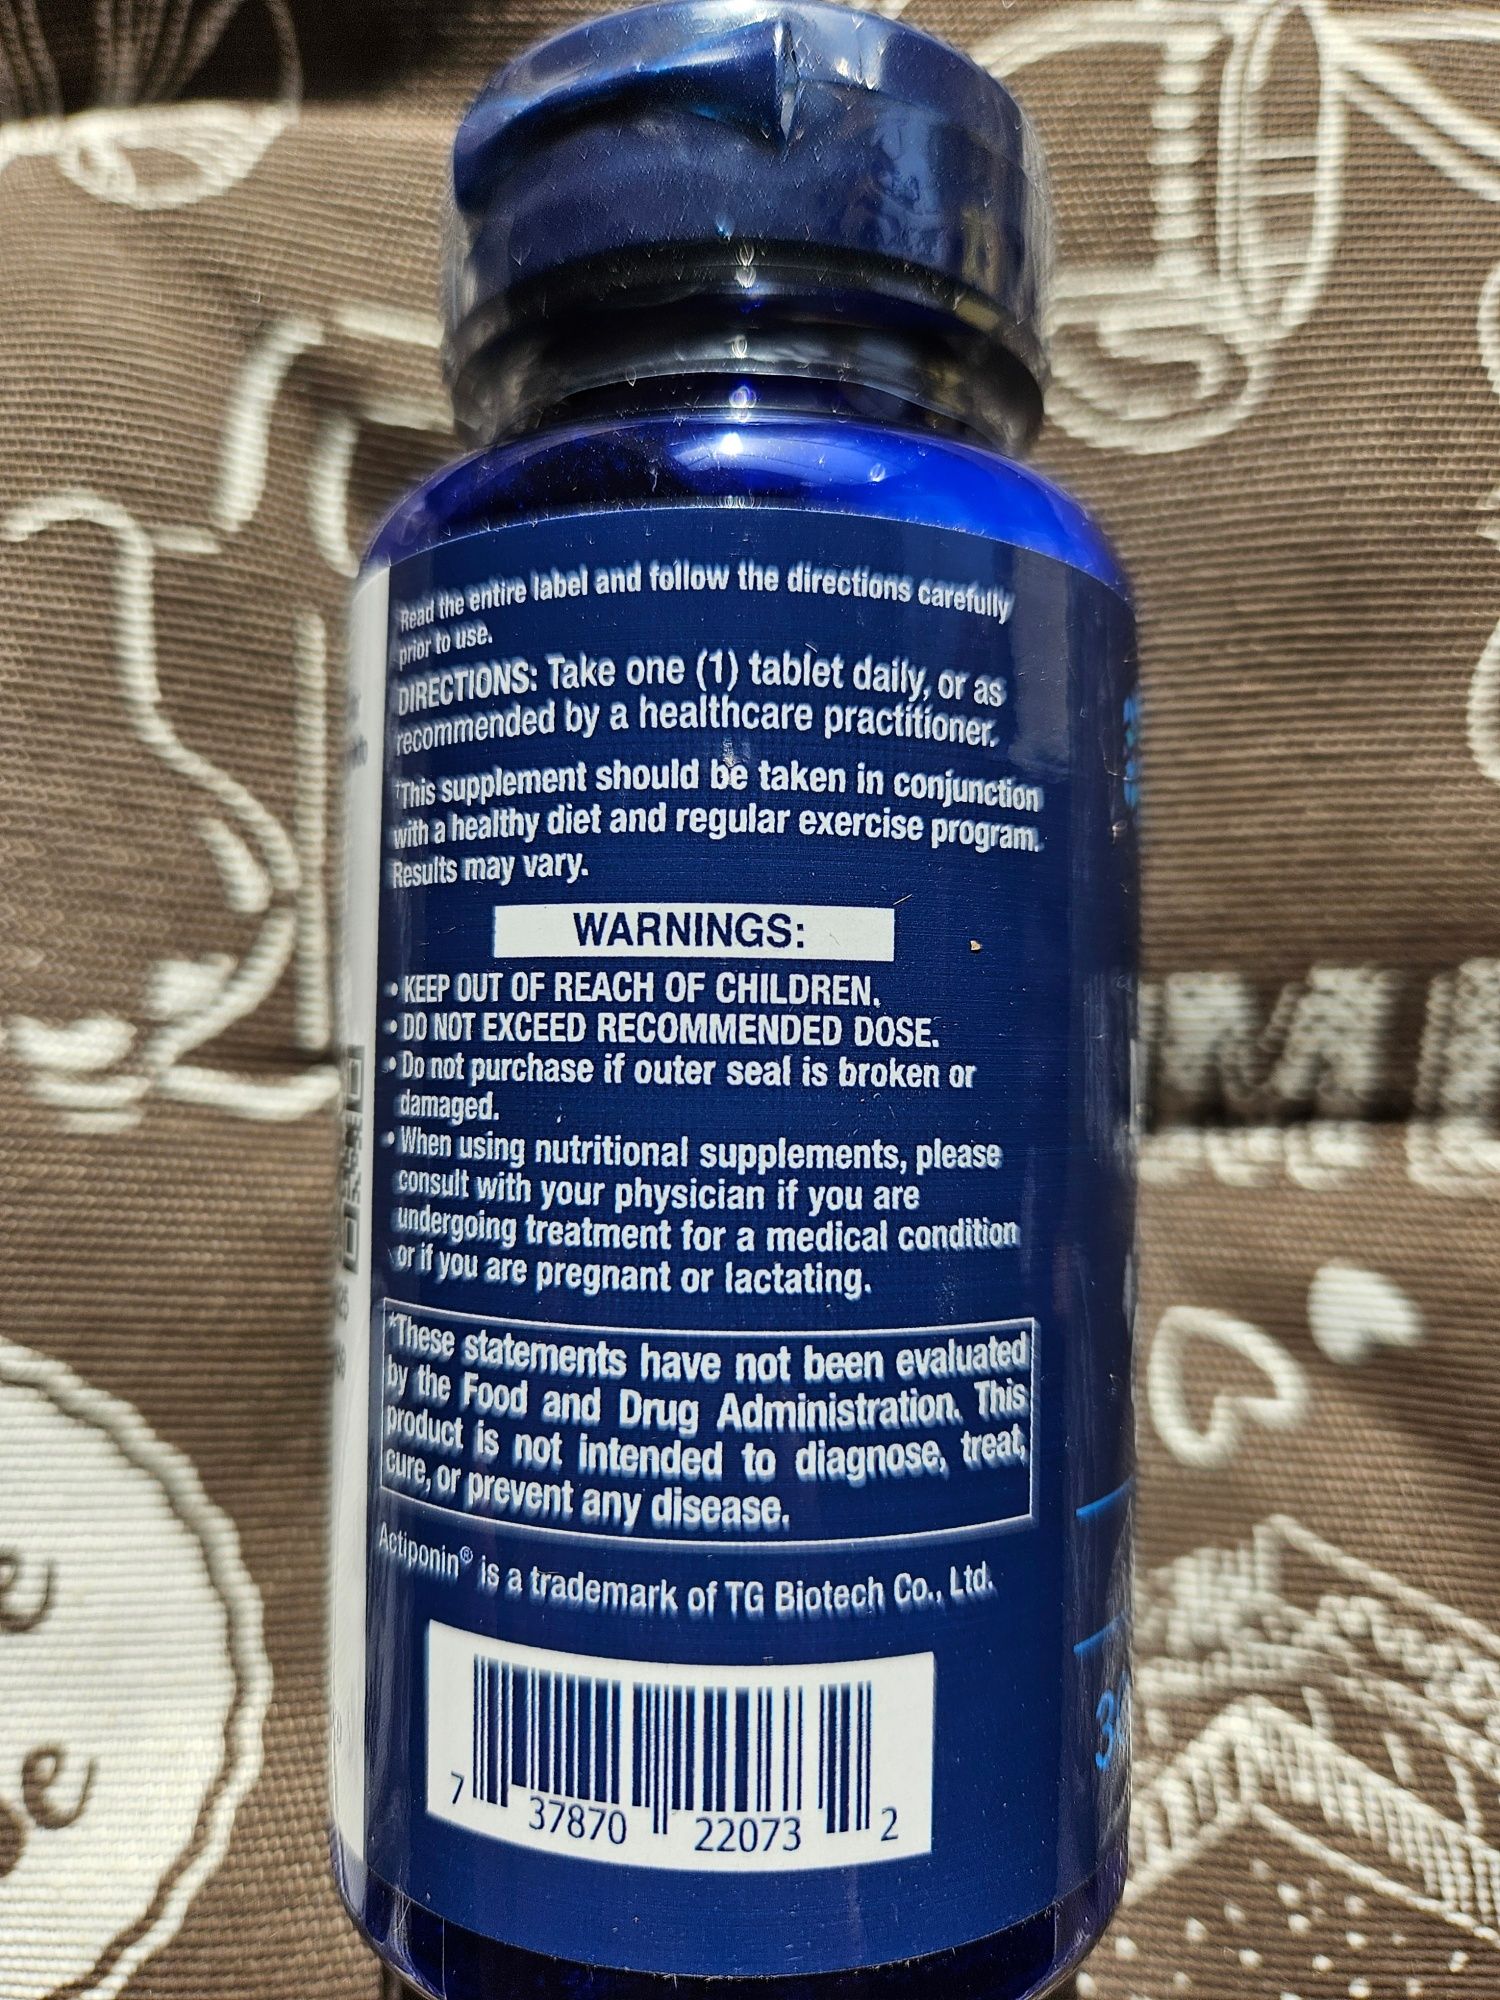 Read the entire label and follow the directions carefully
prior to use.
DIRECTIONS: Take one (1) tablet daily, or as
recommended by a healthcare practitioner.
†This supplement should be taken in conjunction
with a healthy diet and regular exercise program.
Results may vary.
WARNINGS:
• KEEP OUT OF REACH OF CHILDREN.
• DO NOT EXCEED RECOMMENDED DOSE.
• Do not purchase if outer seal is broken or
damaged.
• When using nutritional supplements, please
consult with your physician if you are
undergoing treatment for a medical condition
or if you are pregnant or lactating.
*These statements have not been evaluated
by the Food and Drug Administration. This
product is not intended to diagnose, treat,
cure, or prevent any disease.
Actiponin® is a trademark of TG Biotech Co., Ltd.
7 37870 22073 2